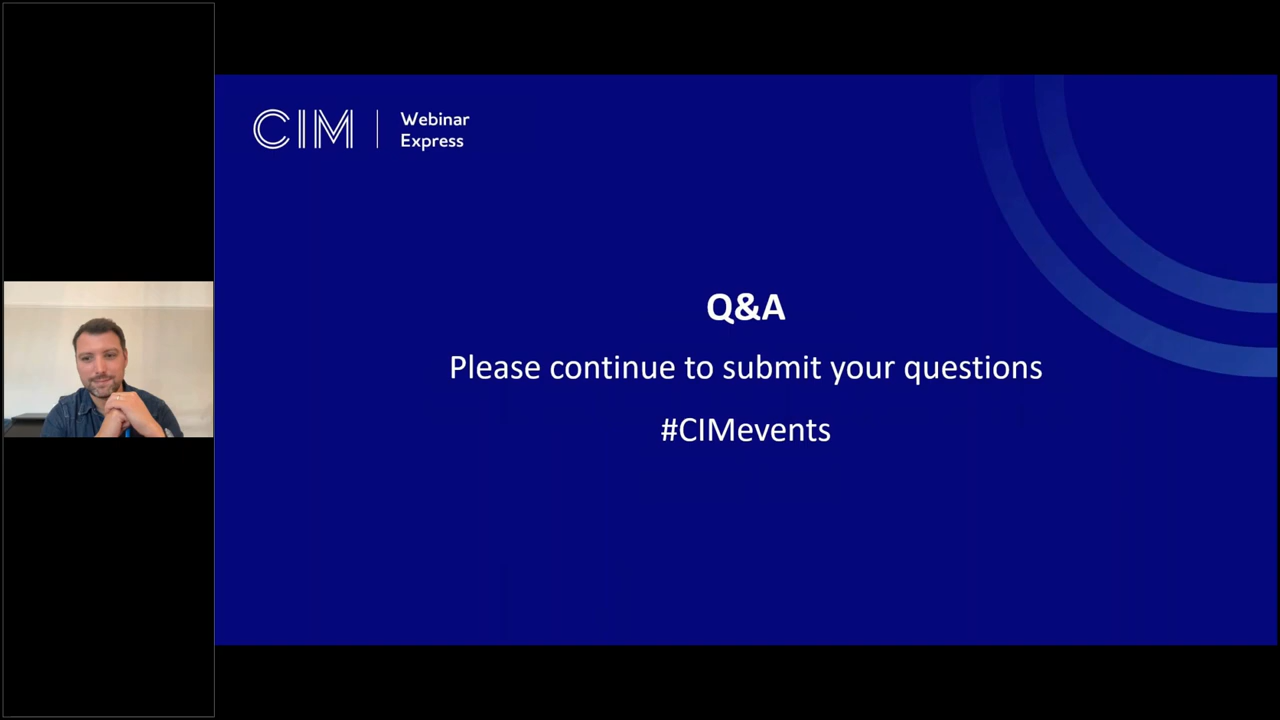 CIM
Webinar
Express
Q&A
Please continue to submit your questions
#CIMevents